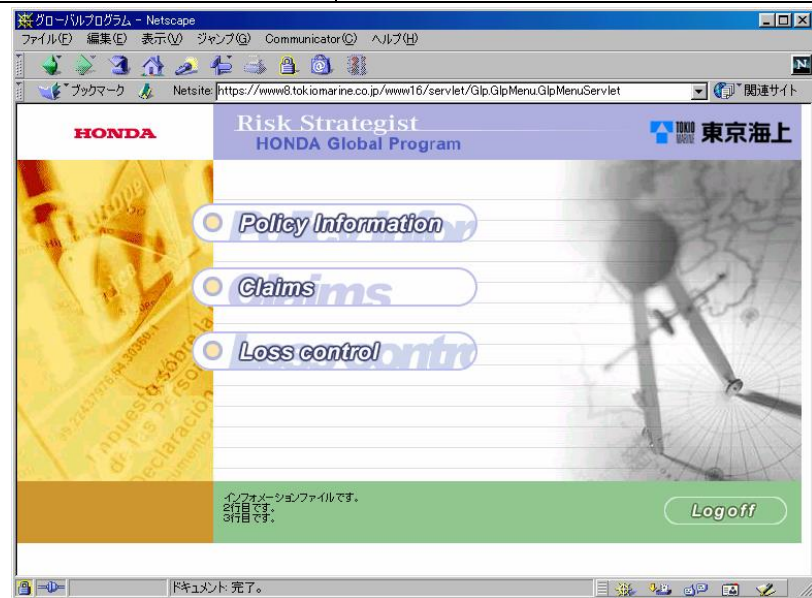 グローバルプログラム - Netscape
ファイル(F) 編集(E) 表示(V) ジャンプ(G) Communicator(C) ヘルプ(H)
ブックマーク Netsite: https://www8.tokiomarine.co.jp/www16/servlet/Glp.GlpMenu.GlpMenuServlet 関連サイト
HONDA
Risk Strategist
HONDA Global Program
TOKIO MARINE 東京海上
Policy Information
Claims
Loss control
インフォメーションファイルです。
2行目です。
3行目です。
Logoff
ドキュメント: 完了。